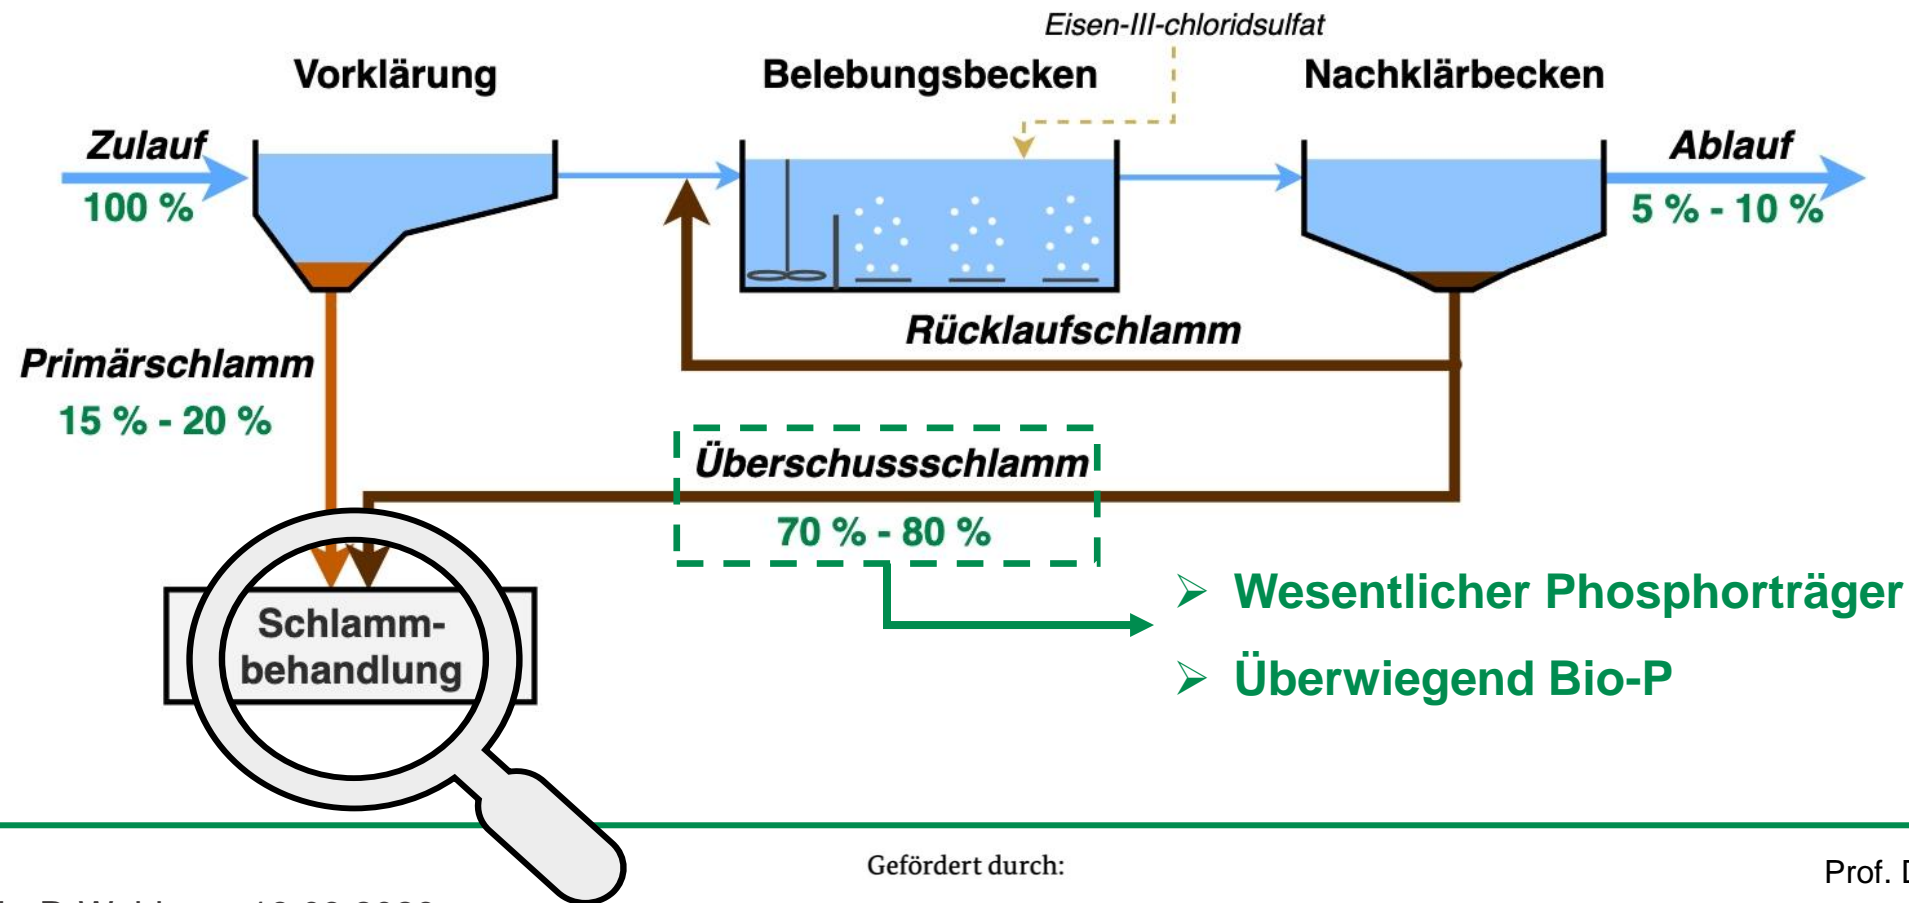 Eisen-III-chloridsulfat
Vorklärung
Belebungsbecken
Nachklärbecken
Zulauf
100 %
Ablauf
5 % - 10 %
Rücklaufschlamm
Primärschlamm
15 % - 20 %
Überschussschlamm
70 % - 80 %
➢ Wesentlicher Phosphorträger
➢ Überwiegend Bio-P
Schlamm-
behandlung
Gefördert durch:
Prof.